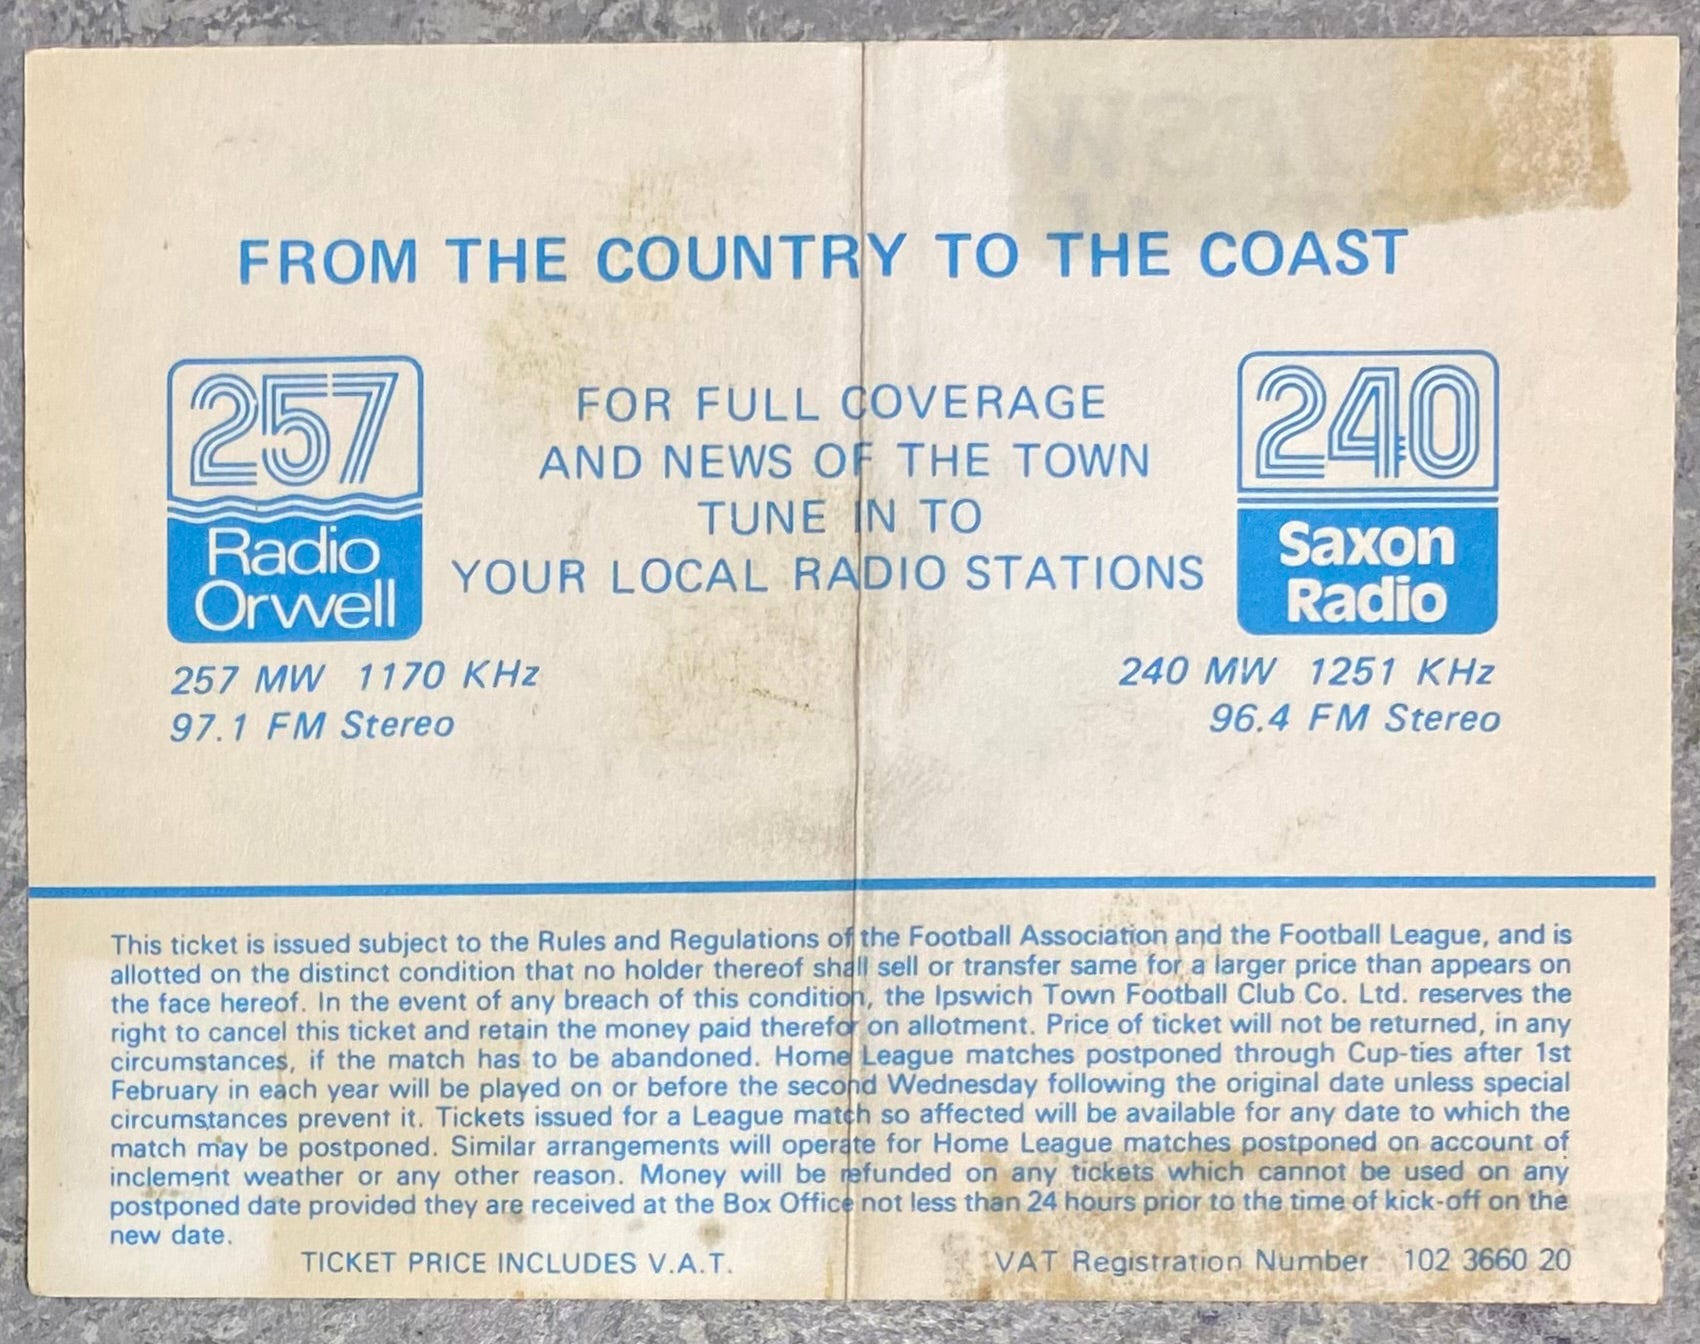 FROM THE COUNTRY TO THE COAST
257
Radio
Orwell
FOR FULL COVERAGE
AND NEWS OF THE TOWN
TUNE IN TO
YOUR LOCAL RADIO STATIONS
240
Saxon
Radio
257 MW 1170 KHz
97.1 FM Stereo
240 MW 1251 KHz
96.4 FM Stereo
This ticket is issued subject to the Rules and Regulations of the Football Association and the Football League, and is
allotted on the distinct condition that no holder thereof shall sell or transfer same for a larger price than appears on
the face hereof. In the event of any breach of this condition, the Ipswich Town Football Club Co. Ltd. reserves the
right to cancel this ticket and retain the money paid therefor on allotment. Price of ticket will not be returned, in any
circumstances, if the match has to be abandoned. Home League matches postponed through Cup-ties after 1st
February in each year will be played on or before the second Wednesday following the original date unless special
circumstances prevent it. Tickets issued for a League match so affected will be available for any date to which the
match may be postponed. Similar arrangements will operate for Home League matches postponed on account of
inclement weather or any other reason. Money will be refunded on any tickets which cannot be used on any
postponed date provided they are received at the Box Office not less than 24 hours prior to the time of kick-off on the
new date.
TICKET PRICE INCLUDES V.A.T. VAT Registration Number 102 3660 20